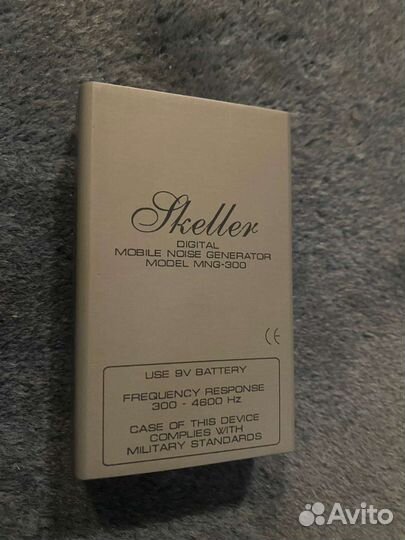 Skeller
DIGITAL
MOBILE NOISE GENERATOR
MODEL MNG-300
CE
USE 9V BATTERY
FREQUENCY RESPONSE
300 - 4600 Hz
CASE OF THIS DEVICE
COMPLIES WITH
MILITARY STANDARDS
Avito